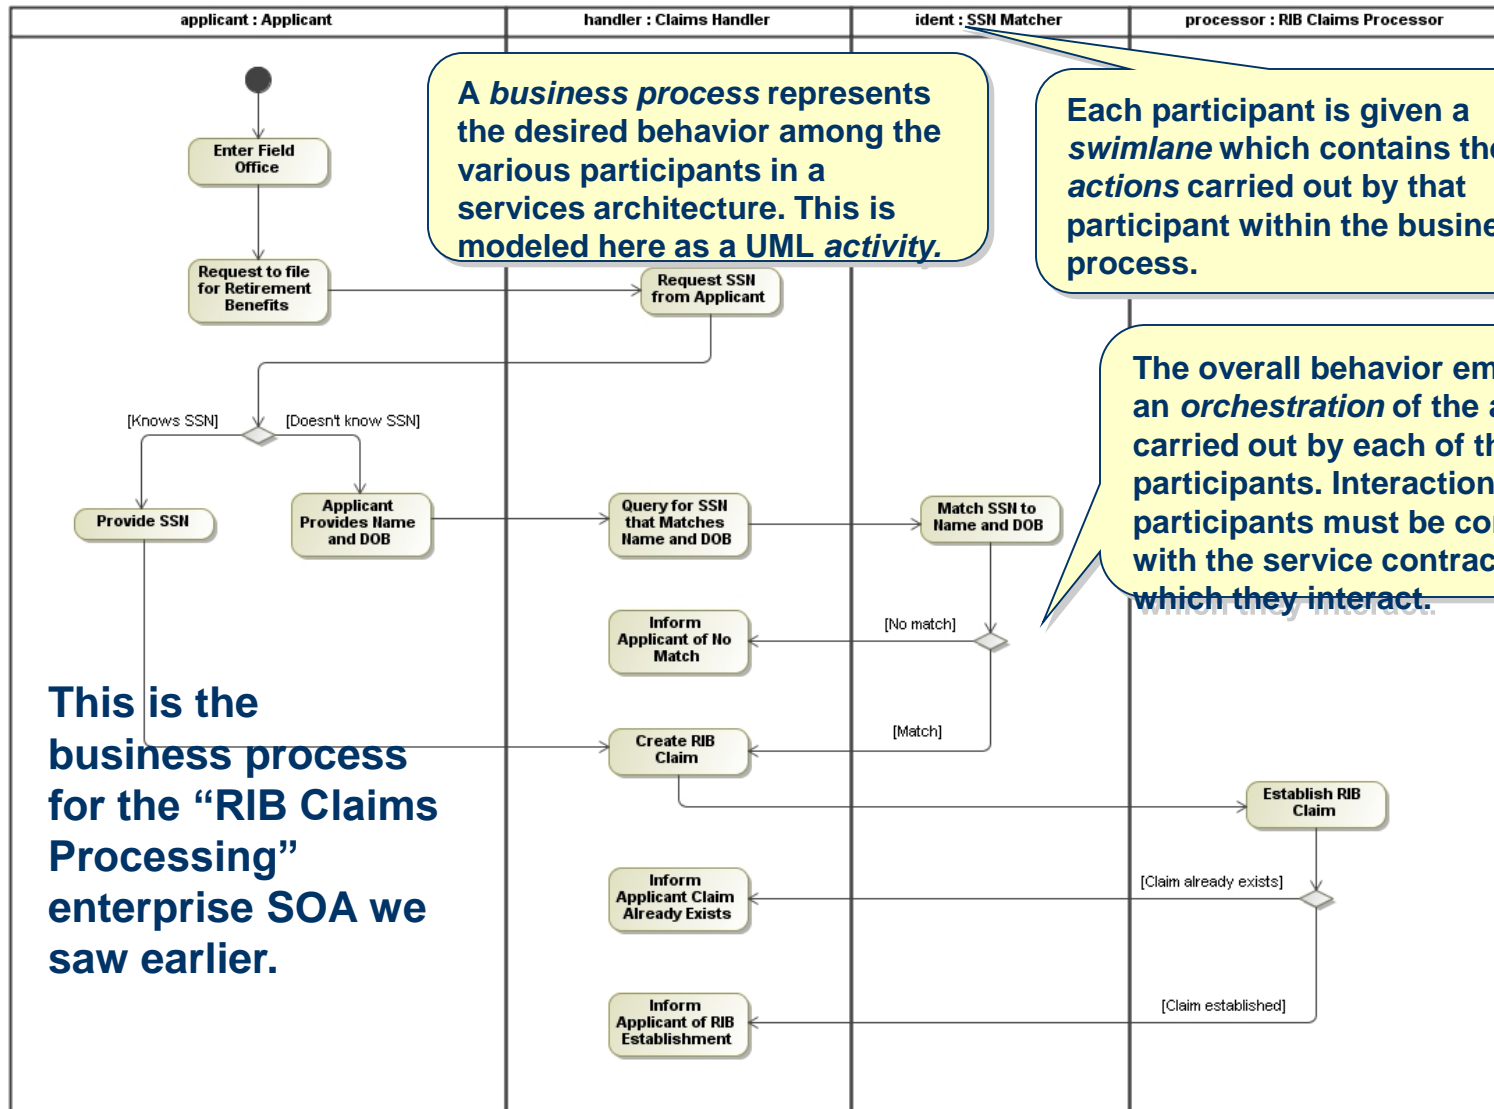 applicant : Applicant
handler : Claims Handler
ident : SSN Matcher
processor : RIB Claims Processor
A business process represents
the desired behavior among the
various participants in a
services architecture. This is
modeled here as a UML activity.
Each participant is given a
swimlane which contains the
actions carried out by that
participant within the
process.
Enter Field
Office
Request to file
for Retirement
Benefits
Request SSN
from Applicant
The overall behavior
an orchestration of the
carried out by each of
participants.
participants must be
with the service
which they interact.
[Knows SSN]
[Doesn't know SSN]
Provide SSN
Applicant
Provides Name
and DOB
Query for SSN
that Matches
Name and DOB
Match SSN to
Name and DOB
Inform
Applicant of No
Match
[No match]
This is the
business process
for the “RIB Claims
Processing”
enterprise SOA we
saw earlier.
Create RIB
Claim
[Match]
Establish RIB
Claim
Inform
Applicant Claim
Already Exists
[Claim already exists]
Inform
Applicant of RIB
Establishment
[Claim established]